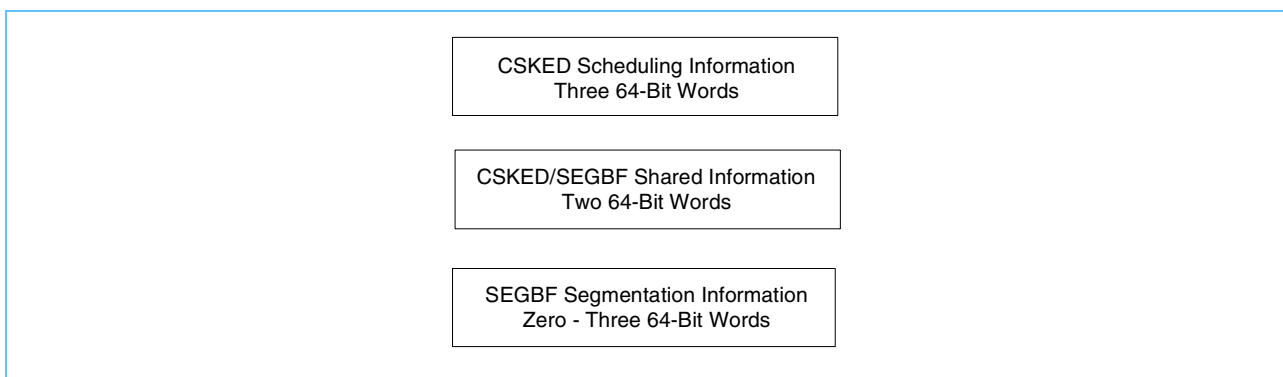 CSKED Scheduling Information
Three 64-Bit Words
CSKED/SEGBF Shared Information
Two 64-Bit Words
SEGBF Segmentation Information
Zero - Three 64-Bit Words